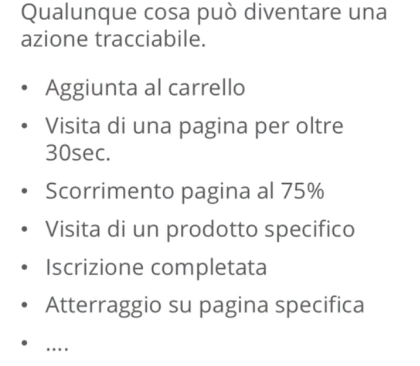 Qualunque cosa può diventare una
azione tracciabile.
• Aggiunta al carrello
• Visita di una pagina per oltre
30sec.
• Scorrimento pagina al 75%
• Visita di un prodotto specifico
• Iscrizione completata
• Atterraggio su pagina specifica
• ....